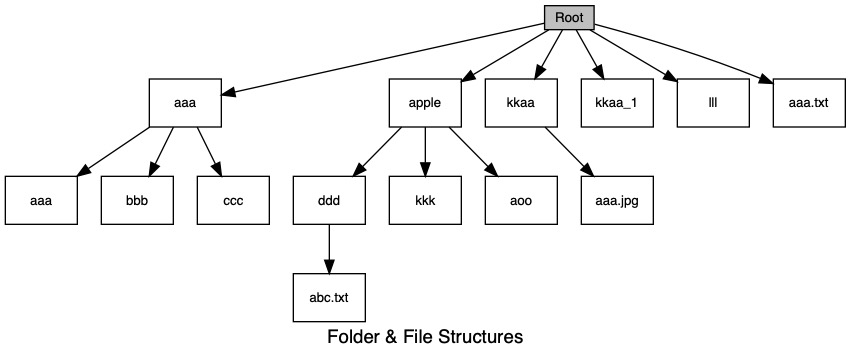 Root
aaa
apple
kkaa
kkaa_1
lll
aaa.txt
aaa
bbb
ccc
ddd
kkk
aoo
aaa.jpg
abc.txt
Folder & File Structures